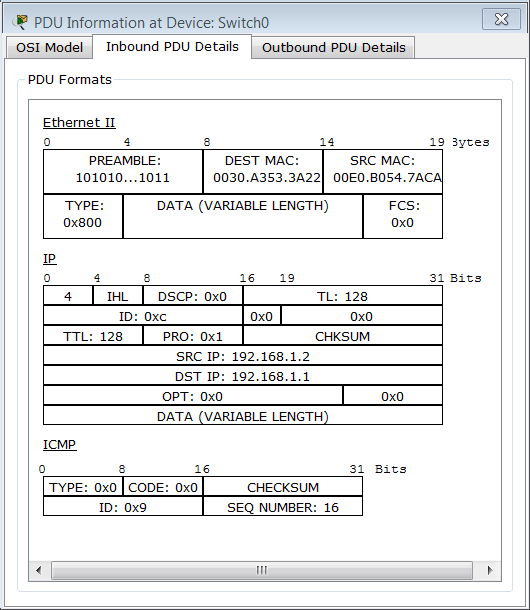 PDU Information at Device: Switch0
OSI Model Inbound PDU Details Outbound PDU Details
PDU Formats
Ethernet II
0 4 8 14 19 Bytes
PREAMBLE: DEST MAC: SRC MAC:
101010...1011 0030.A353.3A22 00E0.B054.7ACA
TYPE: DATA (VARIABLE LENGTH) FCS:
0x800 0x0
IP
0 4 8 16 19 31 Bits
4 IHL DSCP: 0x0 TL: 128
ID: 0xc 0x0 0x0
TTL: 128 PRO: 0x1 CHKSUM
SRC IP: 192.168.1.2
DST IP: 192.168.1.1
OPT: 0x0 0x0
DATA (VARIABLE LENGTH)
ICMP
0 8 16 31 Bits
TYPE: 0x0 CODE: 0x0 CHECKSUM
ID: 0x9 SEQ NUMBER: 16